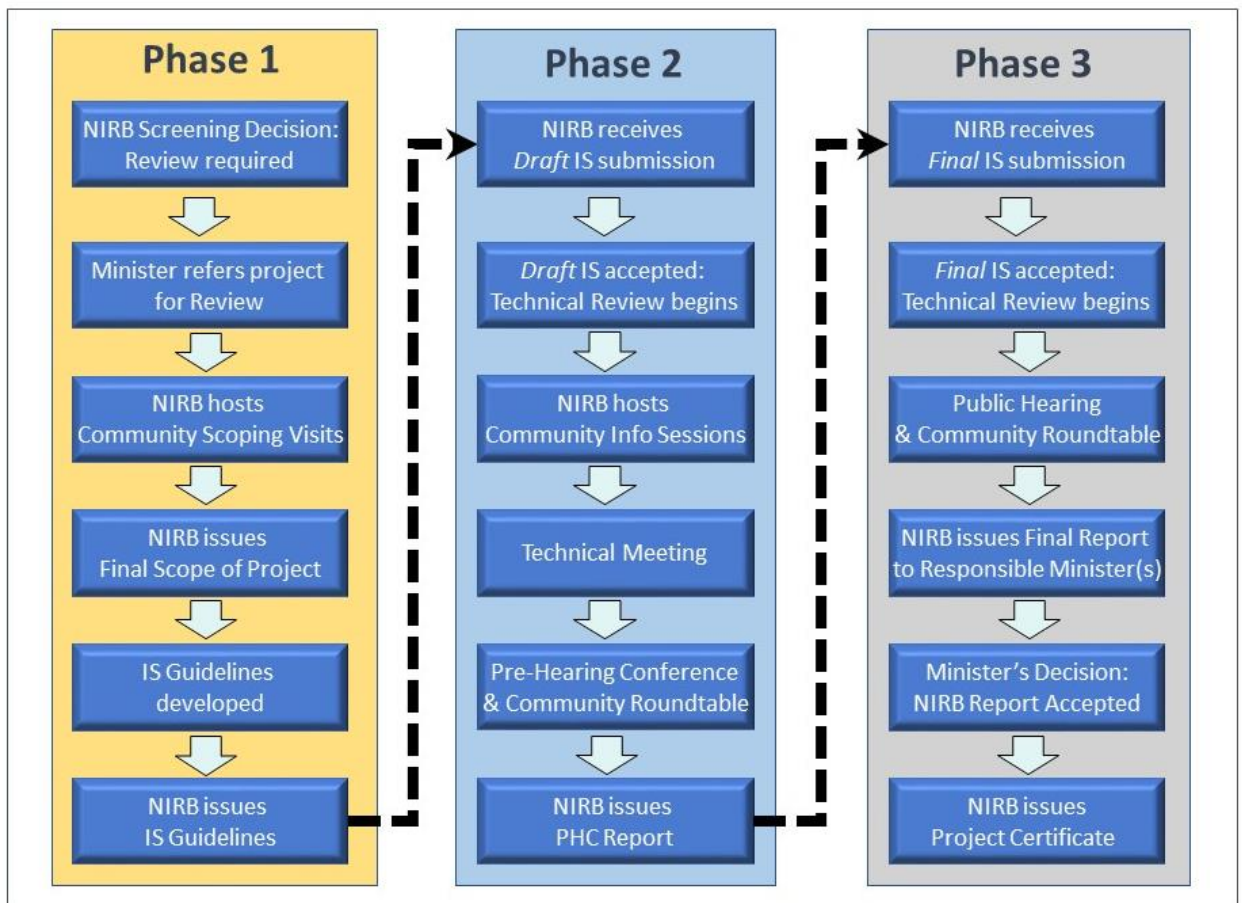 Phase 1
NIRB Screening Decision:
Review required
Minister refers project
for Review
NIRB hosts
Community Scoping Visits
NIRB issues
Final Scope of Project
IS Guidelines
developed
NIRB issues
IS Guidelines
Phase 2
NIRB receives
Draft IS submission
Draft IS accepted:
Technical Review begins
NIRB hosts
Community Info Sessions
Technical Meeting
Pre-Hearing Conference
& Community Roundtable
NIRB issues
PHC Report
Phase 3
NIRB receives
Final IS submission
Final IS accepted:
Technical Review begins
Public Hearing
& Community Roundtable
NIRB issues Final Report
to Responsible Minister(s)
Minister's Decision:
NIRB Report Accepted
NIRB issues
Project Certificate